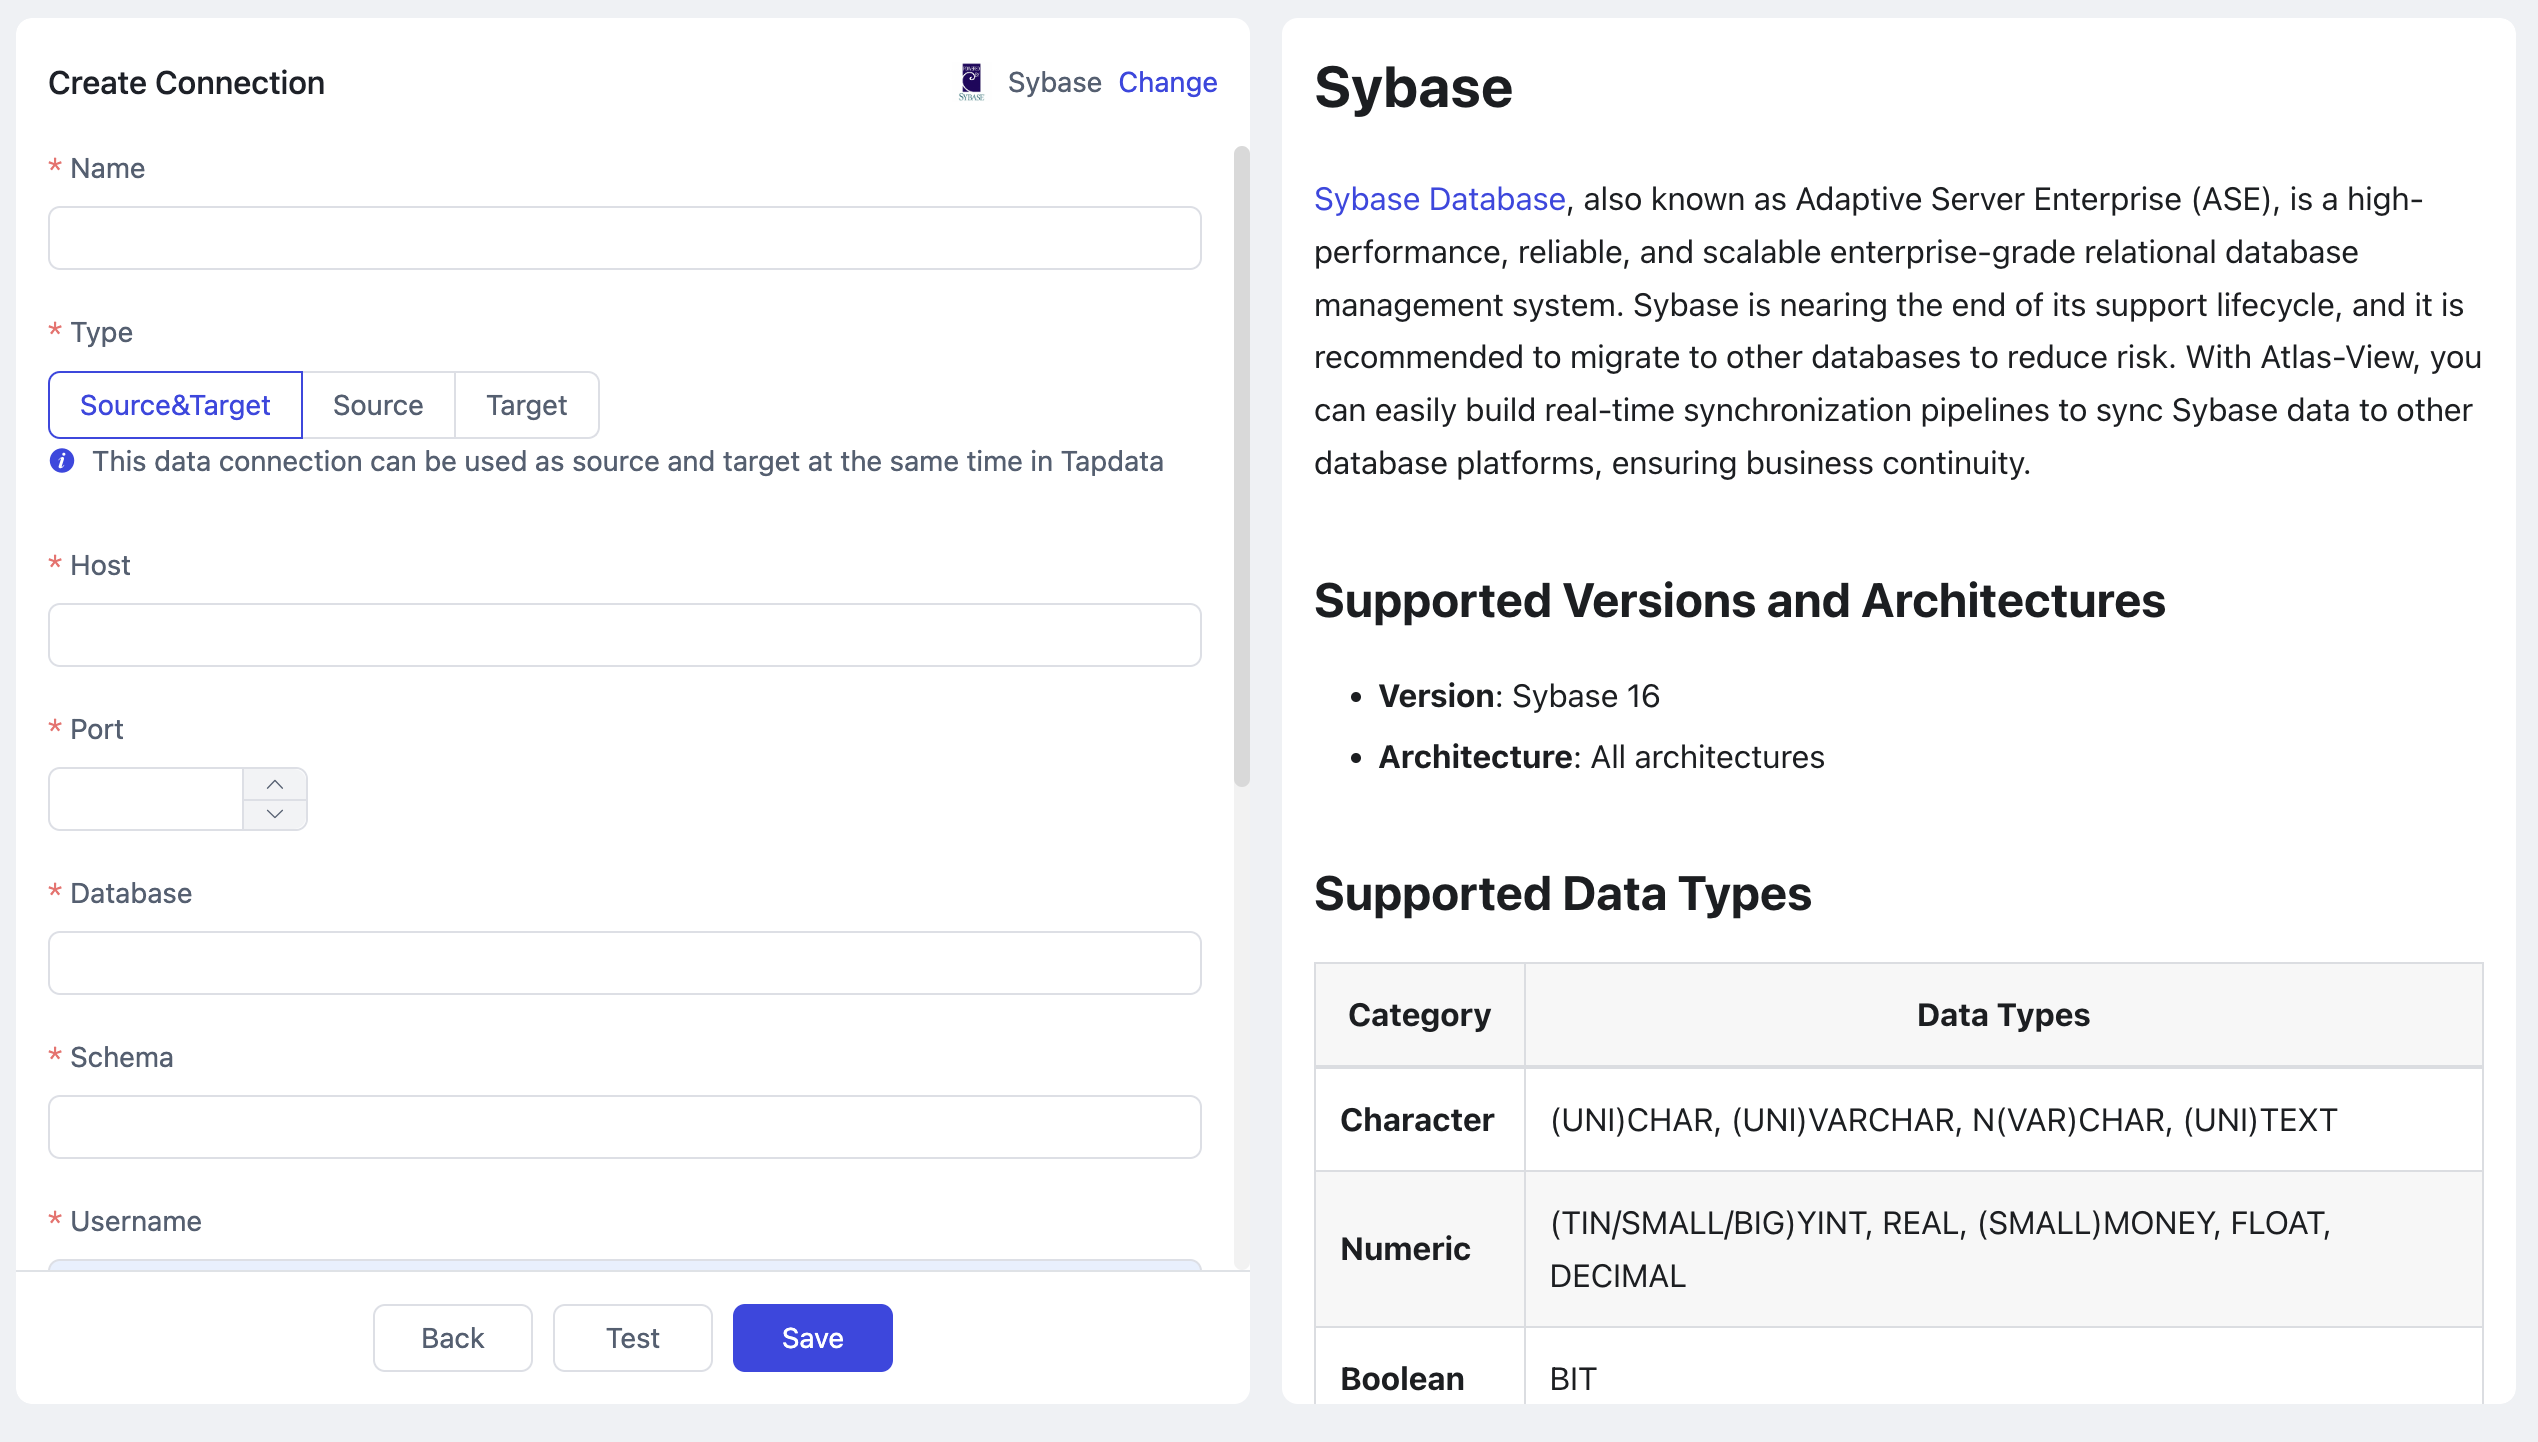 Create Connection
SYBASE
Sybase Change
* Name
* Type
Source&Target Source Target
This data connection can be used as source and target at the same time in Tapdata
* Host
* Port
* Database
* Schema
* Username
Back Test Save
Sybase
Sybase Database, also known as Adaptive Server Enterprise (ASE), is a high-
performance, reliable, and scalable enterprise-grade relational database
management system. Sybase is nearing the end of its support lifecycle, and it is
recommended to migrate to other databases to reduce risk. With Atlas-View, you
can easily build real-time synchronization pipelines to sync Sybase data to other
database platforms, ensuring business continuity.
Supported Versions and Architectures
• Version: Sybase 16
• Architecture: All architectures
Supported Data Types
Category Data Types
Character (UNI)CHAR, (UNI)VARCHAR, N(VAR)CHAR, (UNI)TEXT
Numeric (TIN/SMALL/BIG)YINT, REAL, (SMALL)MONEY, FLOAT,
DECIMAL
Boolean BIT